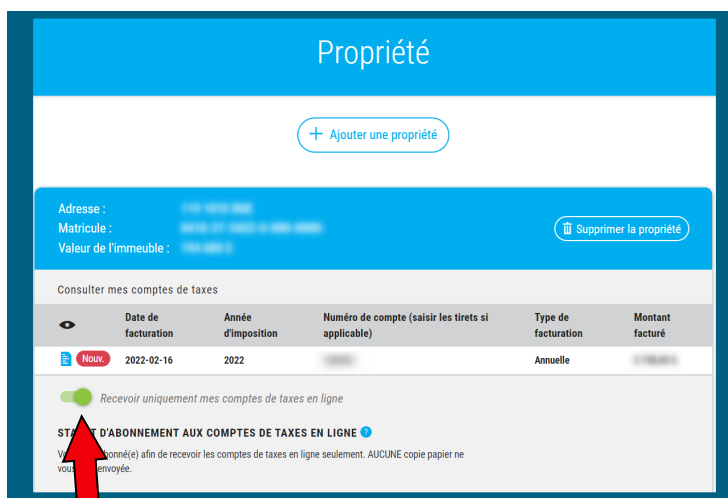 Propriété
Ajouter une propriété
Adresse :
Matricule :
Valeur de l'immeuble :
Supprimer la propriété
Consulter mes comptes de taxes
Date de facturation Année d'imposition Numéro de compte (saisir les tirets si applicable) Type de facturation Montant facturé
Nouv. 2022-02-16 2022 Annuelle
Recevoir uniquement mes comptes de taxes en ligne
D'ABONNEMENT AUX COMPTES DE TAXES EN LIGNE ?
afin de recevoir les comptes de taxes en ligne seulement. AUCUNE copie papier ne